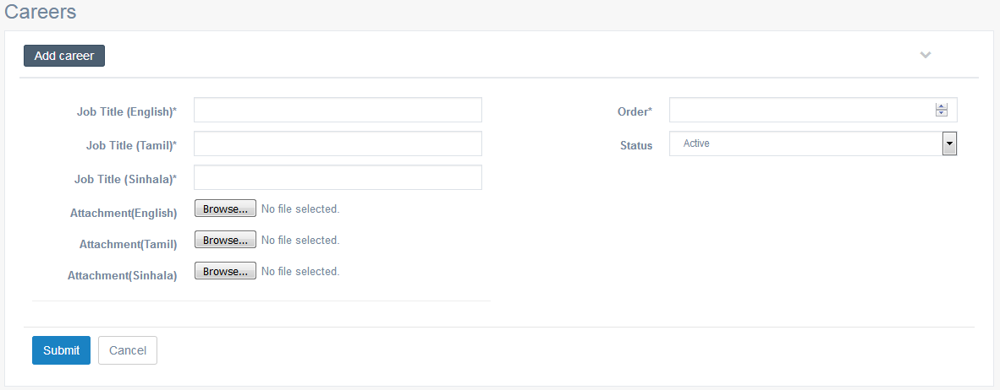 Careers
Add career
Job Title (English)*
Job Title (Tamil)*
Job Title (Sinhala)*
Attachment(English) Browse... No file selected.
Attachment(Tamil) Browse... No file selected.
Attachment(Sinhala) Browse... No file selected.
Order*
Status Active
Submit Cancel